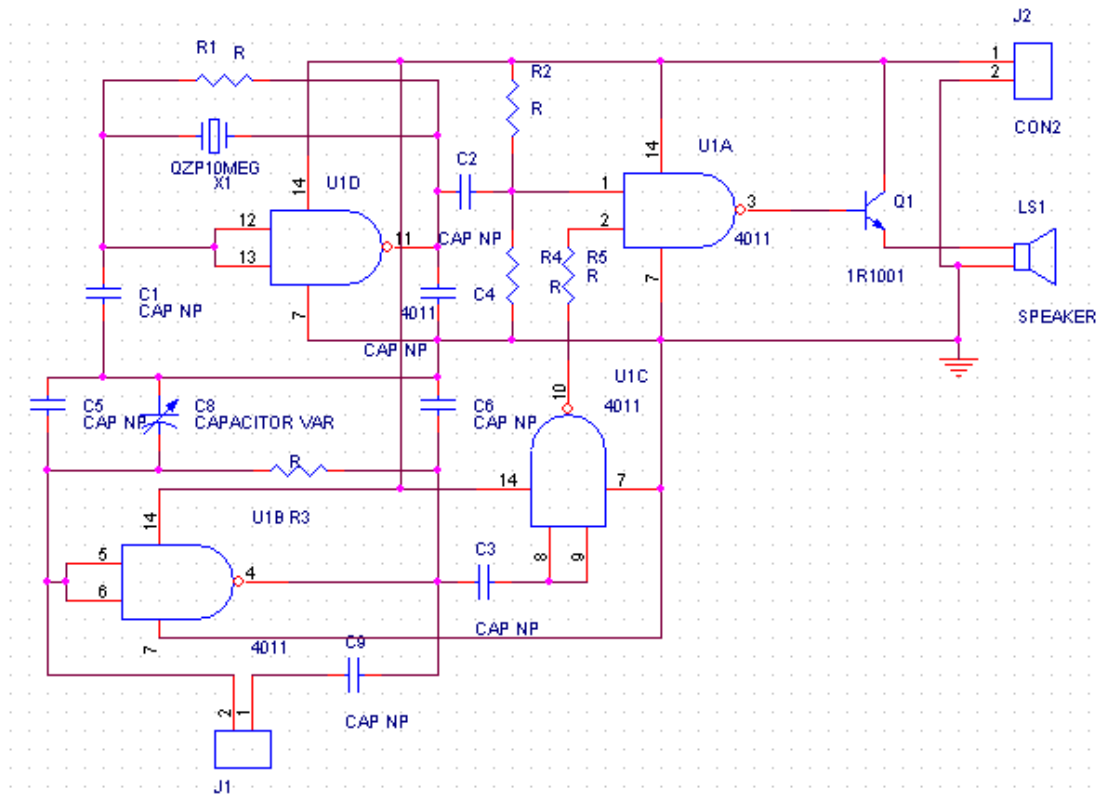 J2
R1 R
1
2
R2
R
CON2
QZP10MEG
X1
14
U1D
C2
14
U1A
12
13
11
CAP NP
1
2
3
4011
Q1
LS1
R4 R5
R
R
7
1R1001
SPEAKER
C1
CAP NP
7
4011
C4
CAP NP
10
U1C
4011
C5
CAP NP
C8
CAPACITOR VAR
C6
CAP NP
R
14
7
14
U1B R3
5
6
4
C3
8
9
CAP NP
7
4011
C9
CAP NP
2
1
J1